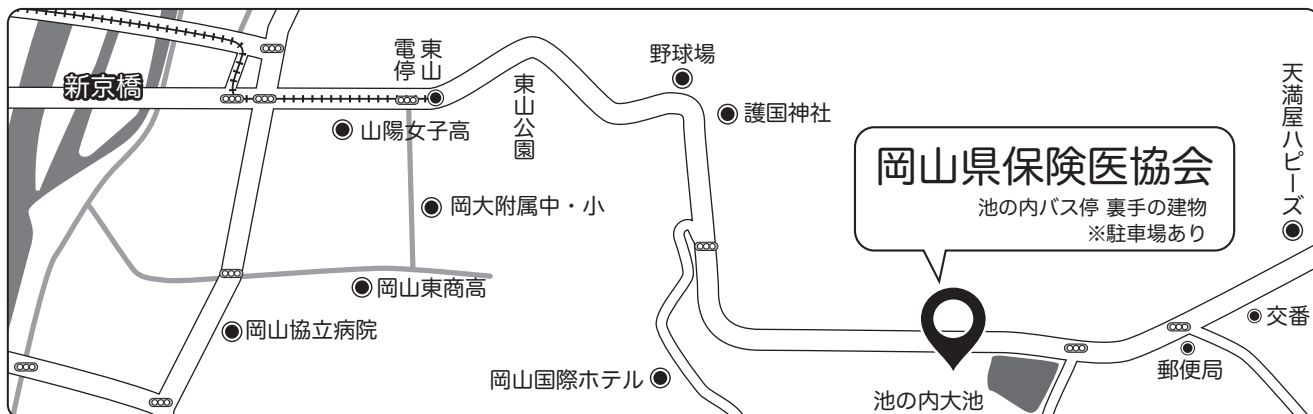 新京橋
東山
電停
東山公園
野球場
護国神社
山陽女子高
岡大附属中・小
岡山東商高
岡山協立病院
岡山国際ホテル
岡山県保険医協会
池の内バス停 裏手の建物
※駐車場あり
天満屋ハピーズ
交番
郵便局
池の内大池